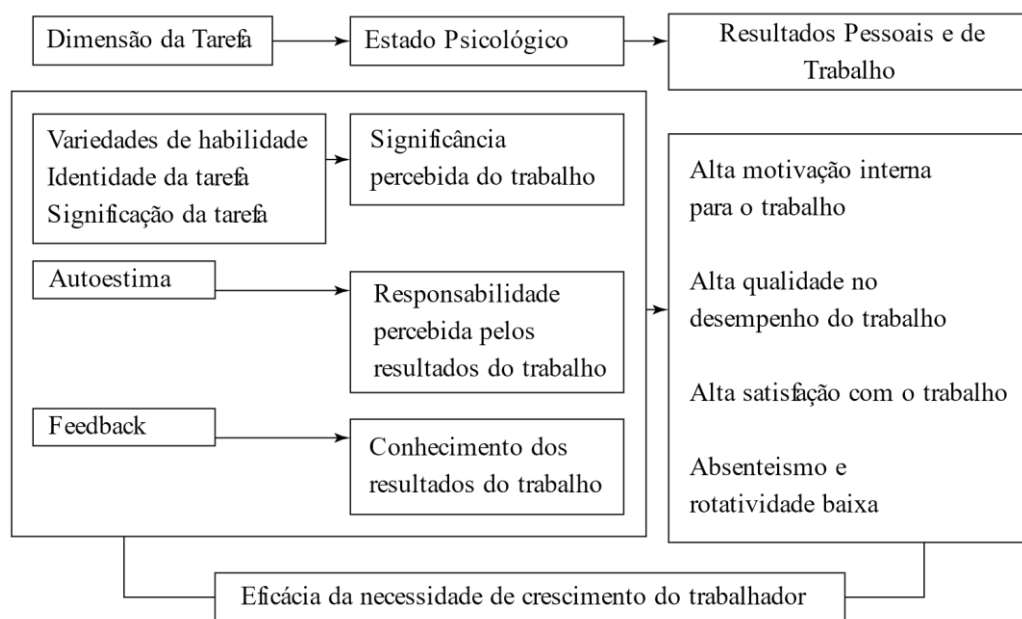 Dimensão da Tarefa
Estado Psicológico
Resultados Pessoais e de
Trabalho
Variedades de habilidade
Identidade da tarefa
Significação da tarefa
Significância
percebida do trabalho
Autoestima
Responsabilidade
percebida pelos
resultados do trabalho
Feedback
Conhecimento dos
resultados do trabalho
Alta motivação interna
para o trabalho
Alta qualidade no
desempenho do trabalho
Alta satisfação com o trabalho
Absenteismo e
rotatividade baixa
Eficácia da necessidade de crescimento do trabalhador